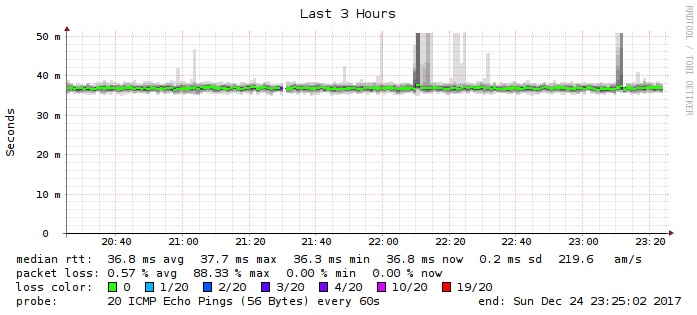 Last 3 Hours
RRDTOOL / TOBI OETIKER
Seconds
50 m
40 m
30 m
20 m
10 m
0
20:40 21:00 21:20 21:40 22:00 22:20 22:40 23:00 23:20
median rtt: 36.8 ms avg 37.7 ms max 36.3 ms min 36.8 ms now 0.2 ms sd 219.6 am/s
packet loss: 0.57 % avg 88.33 % max 0.00 % min 0.00 % now
loss color: 0 1/20 2/20 3/20 4/20 10/20 19/20
probe: 20 ICMP Echo Pings (56 Bytes) every 60s end: Sun Dec 24 23:25:02 2017